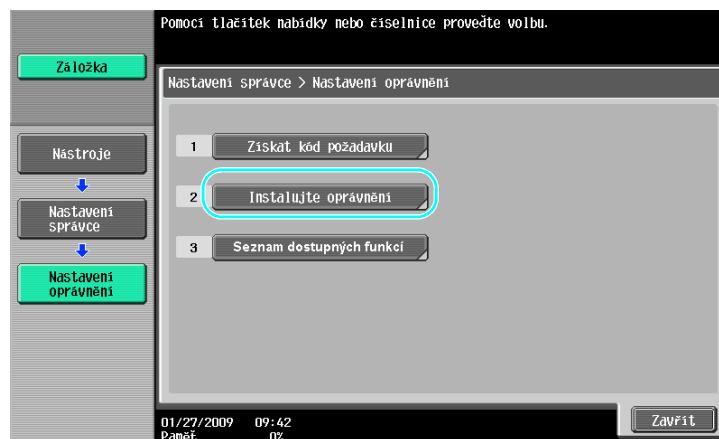 Pomocí tlačítek nabídky nebo číselnice proveďte volbu.
Záložka
Nastavení správce > Nastavení oprávnění
Nástroje
Nastavení
správce
Nastavení
oprávnění
1 Získat kód požadavku
2 Instalujte oprávnění
3 Seznam dostupných funkcí
01/27/2009 09:42
Paměť 0%
Zavřít